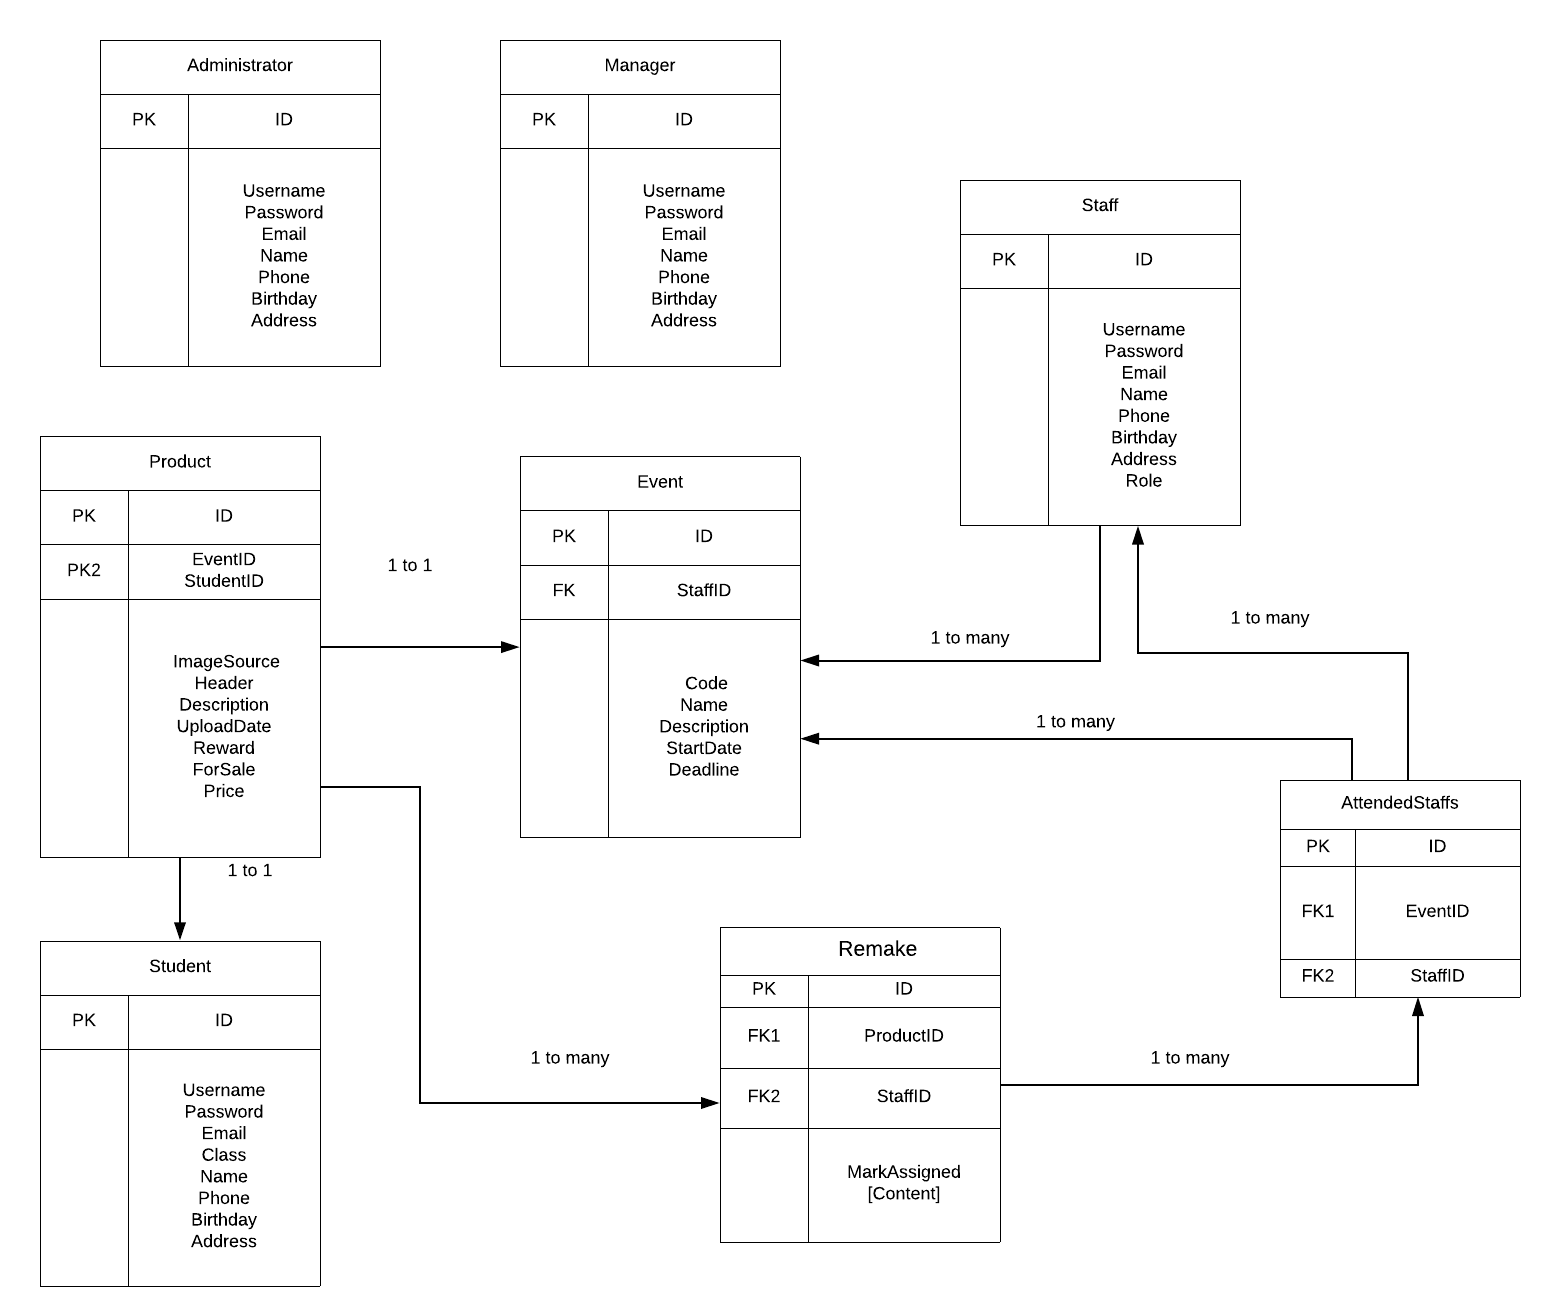 Administrator
PK
ID
Username
Password
Email
Name
Phone
Birthday
Address
Manager
PK
ID
Username
Password
Email
Name
Phone
Birthday
Address
Staff
PK
ID
Username
Password
Email
Name
Phone
Birthday
Address
Role
Product
PK
ID
PK2
EventID
StudentID
ImageSource
Header
Description
UploadDate
Reward
ForSale
Price
1 to 1
Event
PK
ID
FK
StaffID
Code
Name
Description
StartDate
Deadline
1 to many
1 to many
1 to many
AttendedStaffs
PK
ID
FK1
EventID
FK2
StaffID
1 to 1
Student
PK
ID
Username
Password
Email
Class
Name
Phone
Birthday
Address
1 to many
Remake
PK
ID
FK1
ProductID
FK2
StaffID
MarkAssigned
[Content]
1 to many